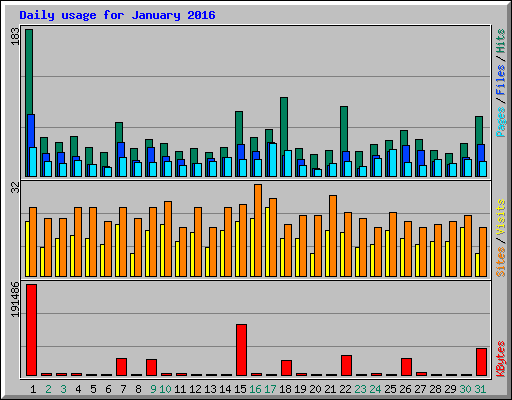 Daily usage for January 2016
183
Pages / Files / Hits
32
Sites / Visits
191486
KBytes
1 2 3 4 5 6 7 8 9 10 11 12 13 14 15 16 17 18 19 20 21 22 23 24 25 26 27 28 29 30 31